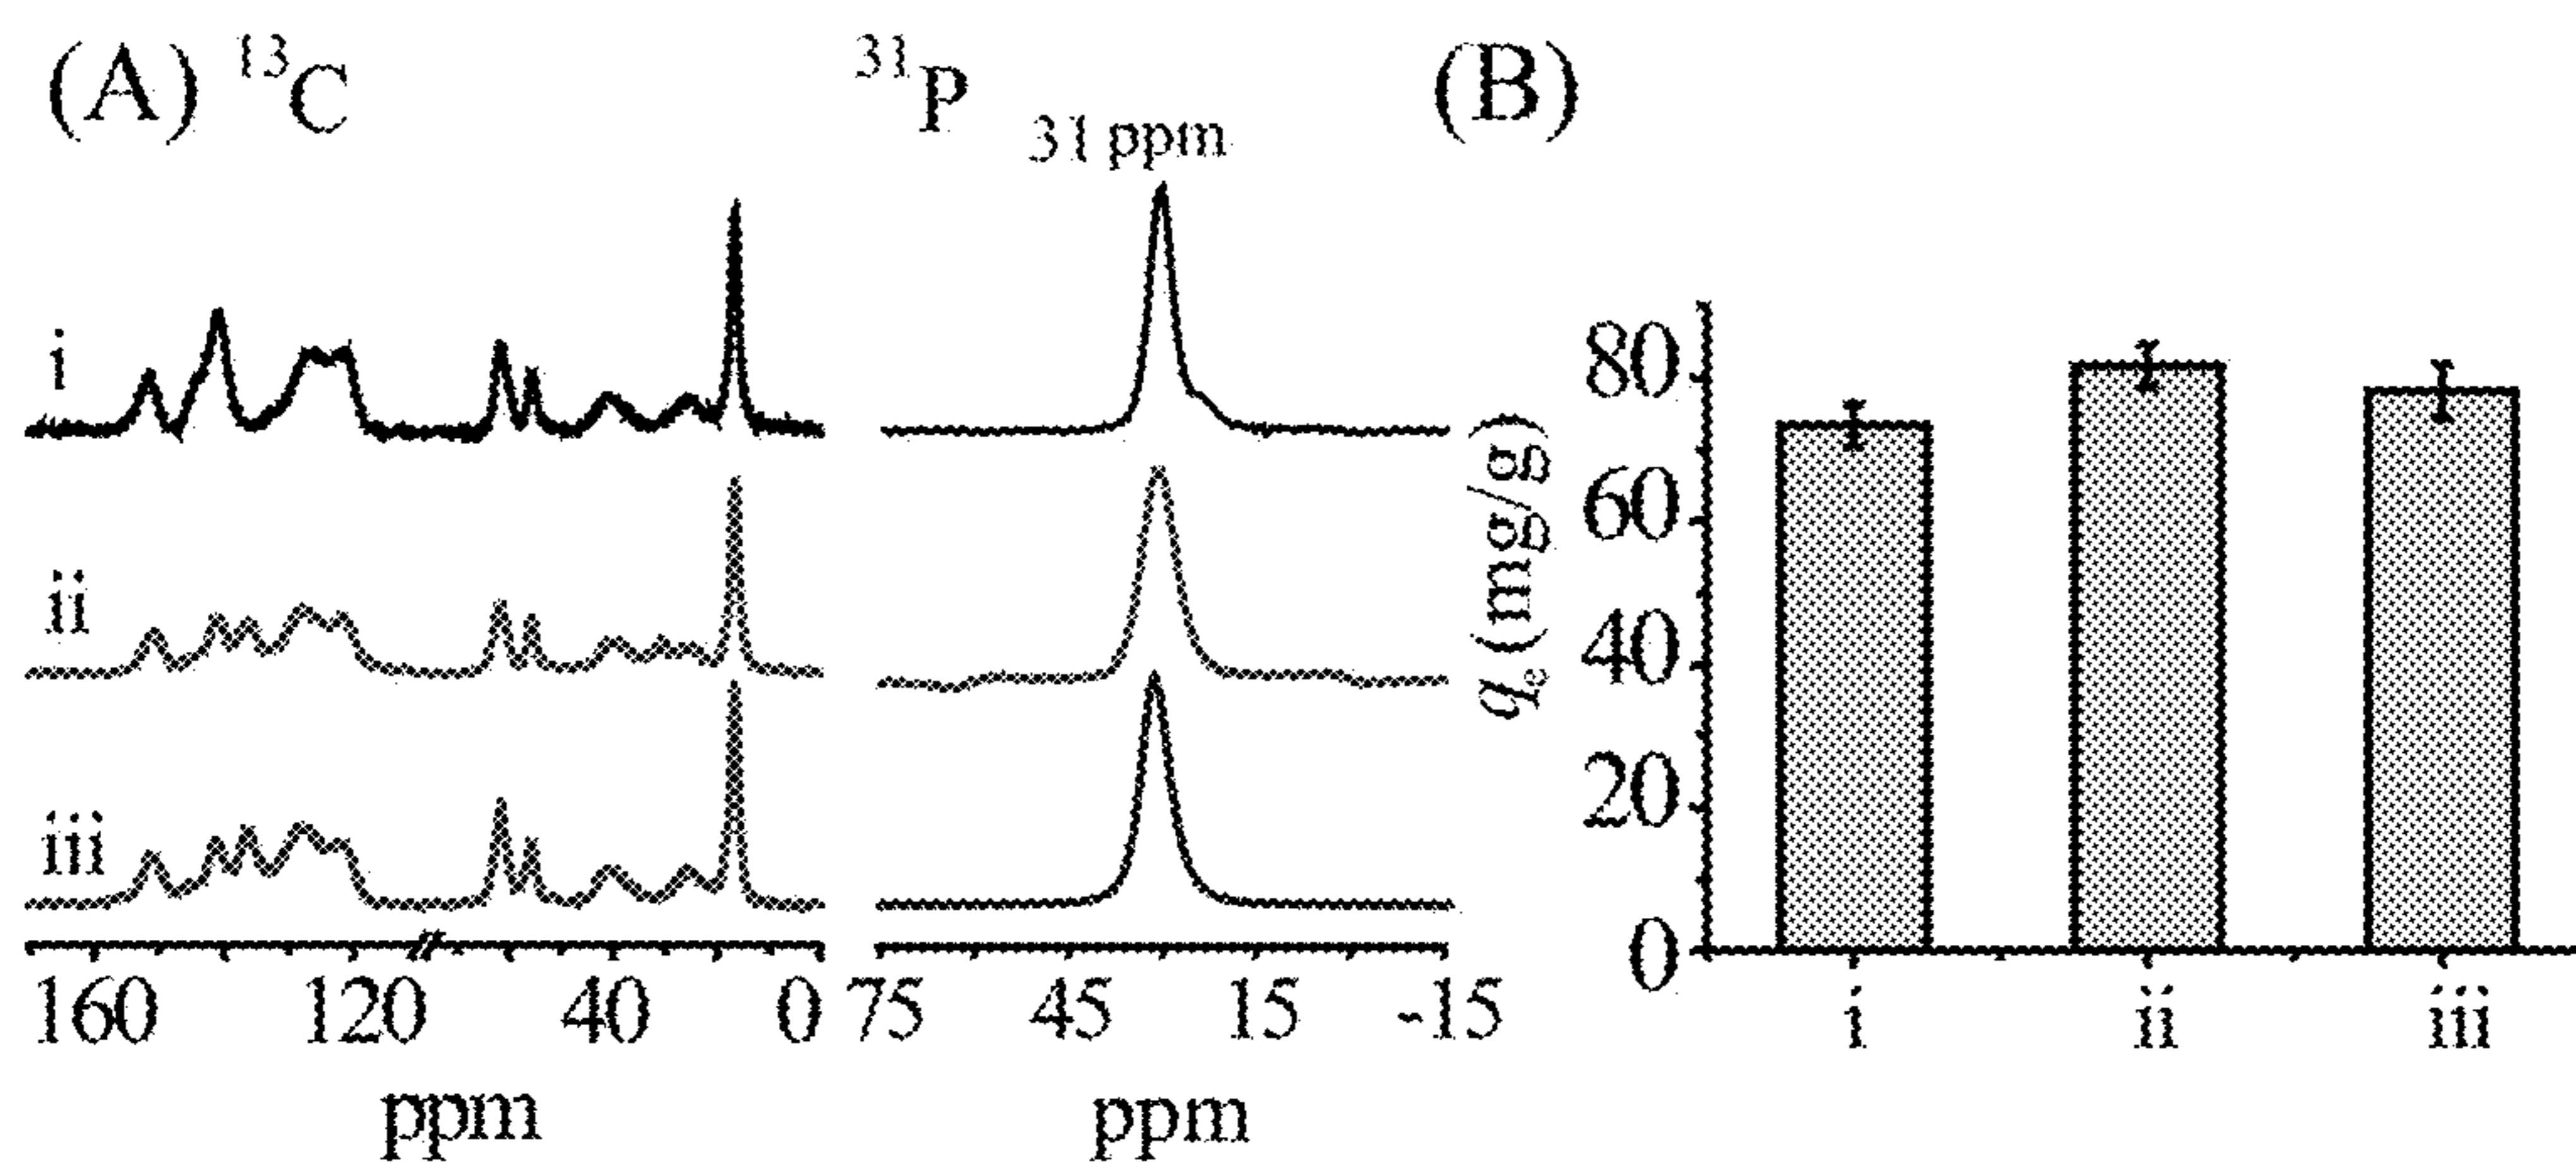 (A) ¹³C
³¹P
31 ppm
(B)
i
ii
iii
160 120 40 0
ppm
75 45 15 -15
ppm
qₑ (mg/g)
80
60
40
20
0
i ii iii